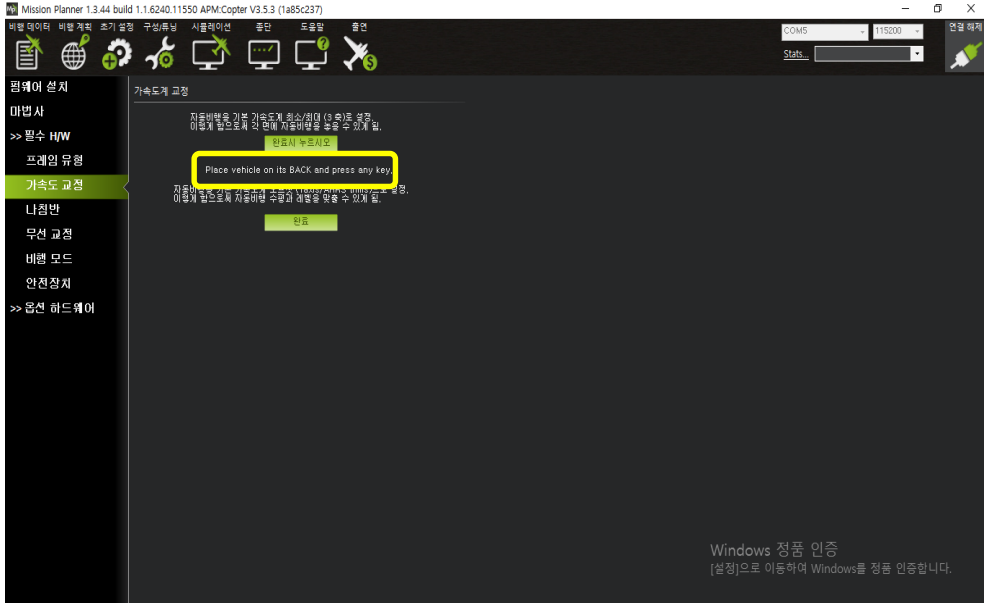 Mission Planner 1.3.44 build 1.1.6240.11550 APM:Copter V3.5.3 (1a85c237)
비행 데이터 비행 계획 초기 설정 구성/튜닝 시뮬레이션 종단 도움말 출연
COM5 115200 연결 해제
Stats...
펌웨어 설치
마법사
>> 필수 H/W
프레임 유형
가속도 교정
나침반
무선 교정
비행 모드
안전장치
>> 옵션 하드웨어
가속도계 교정
자동비행을 기본 가속도계 최소/최대 (3 축)로 설정.
이렇게 함으로써 각 면에 자동비행을 놓을 수 있게 됨.
완료시 누르시오
Place vehicle on its BACK and press any key.
이렇게 함으로써 자동비행 수평과 레벨을 맞출 수 있게 됨.
완료
Windows 정품 인증
[설정]으로 이동하여 Windows를 정품 인증합니다.